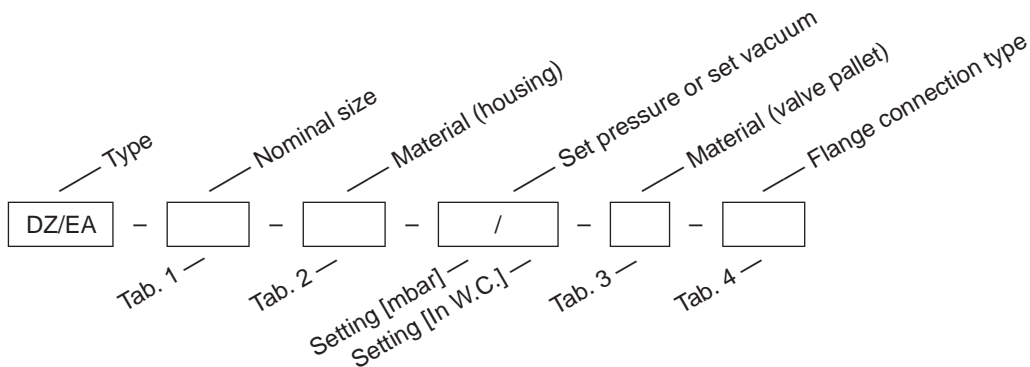 Type
Nominal size
Material (housing)
Set pressure or set vacuum
Material (valve pallet)
Flange connection type
DZ/EA – – – / – –
Tab. 1
Tab. 2
Setting [mbar]
Setting [In W.C.]
Tab. 3
Tab. 4